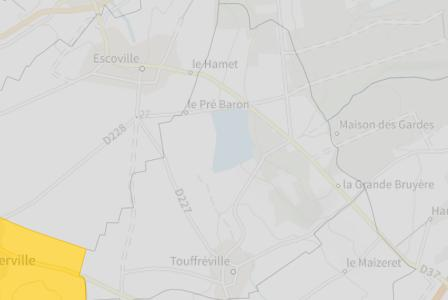 Escoville
le Hamet
le Pré Baron
27
Maison des Gardes
D228
la Grande Bruyère
D227
Touffréville
erville
le Maizeret
D37